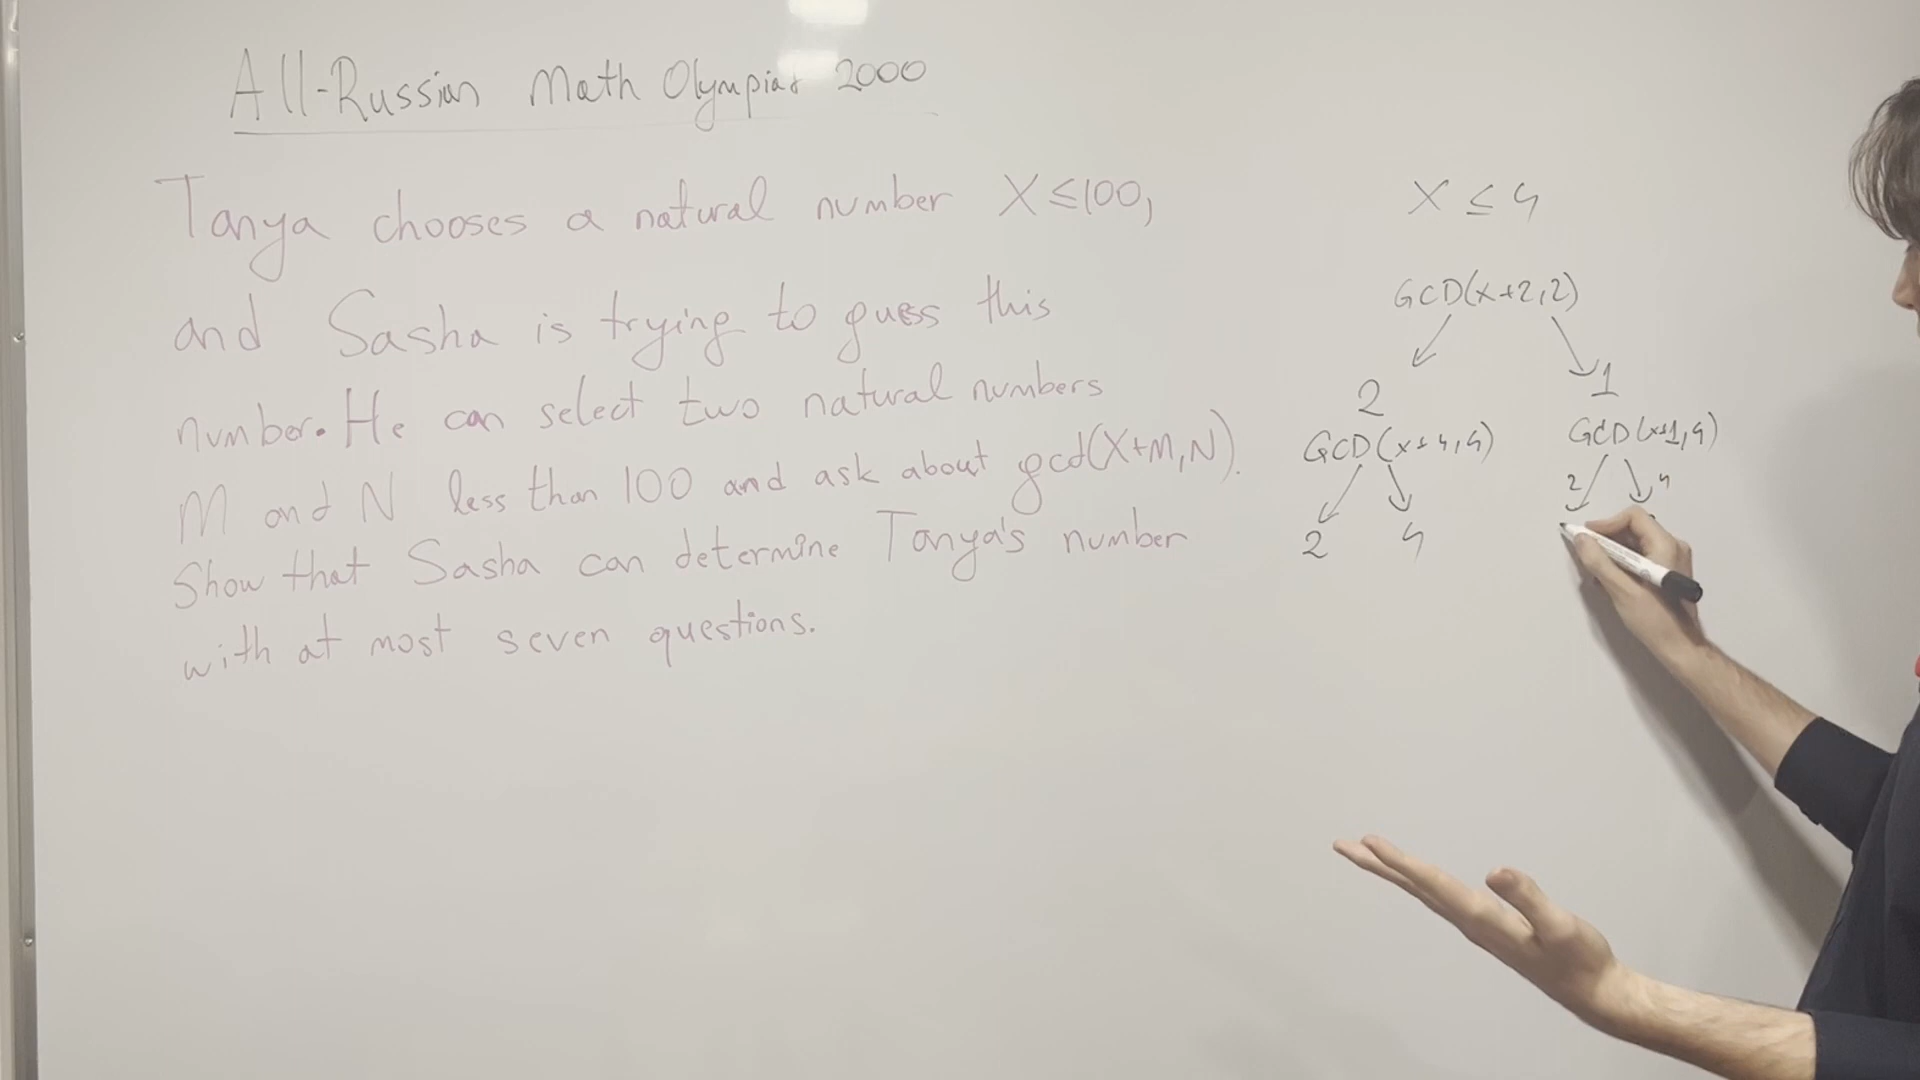 All-Russian Math Olympiad 2000
Tanya chooses a natural number X≤100,
and Sasha is trying to guess this
number. He can select two natural numbers
M and N less than 100 and ask about gcd(X+M,N).
Show that Sasha can determine Tanya's number
with at most seven questions.
X ≤ 4
GCD(x+2,2)
2 1
GCD(x+4,4) GCD(x+1,4)
2 4
2 4